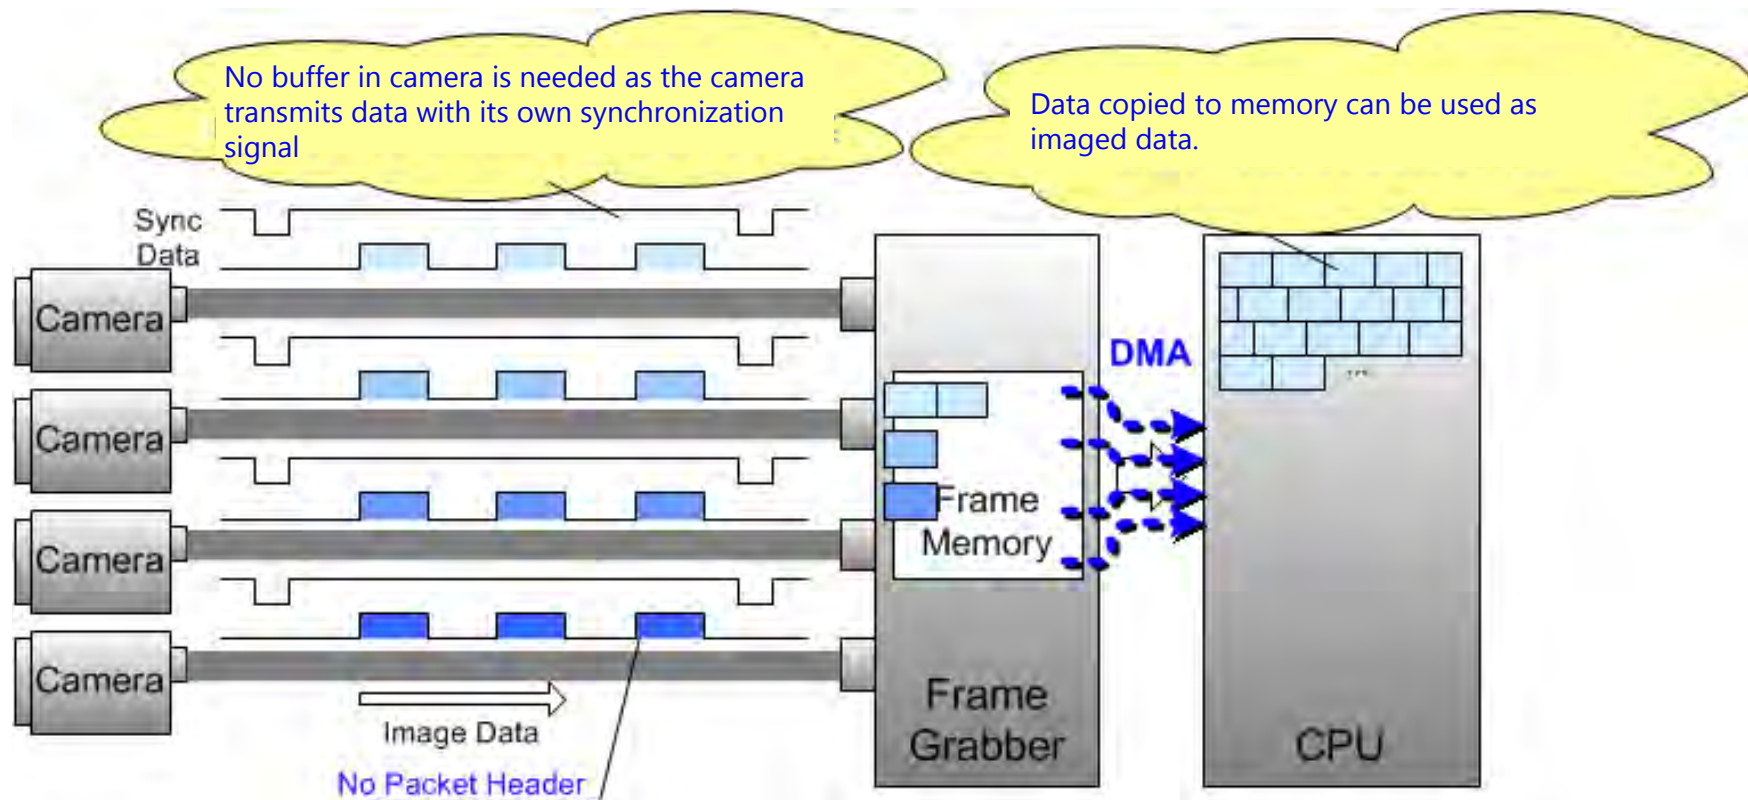 No buffer in camera is needed as the camera
transmits data with its own synchronization
signal
Data copied to memory can be used as
imaged data.
Sync
Data
Camera
Camera
Camera
Camera
Image Data
No Packet Header
Frame
Memory
Frame
Grabber
DMA
...
CPU